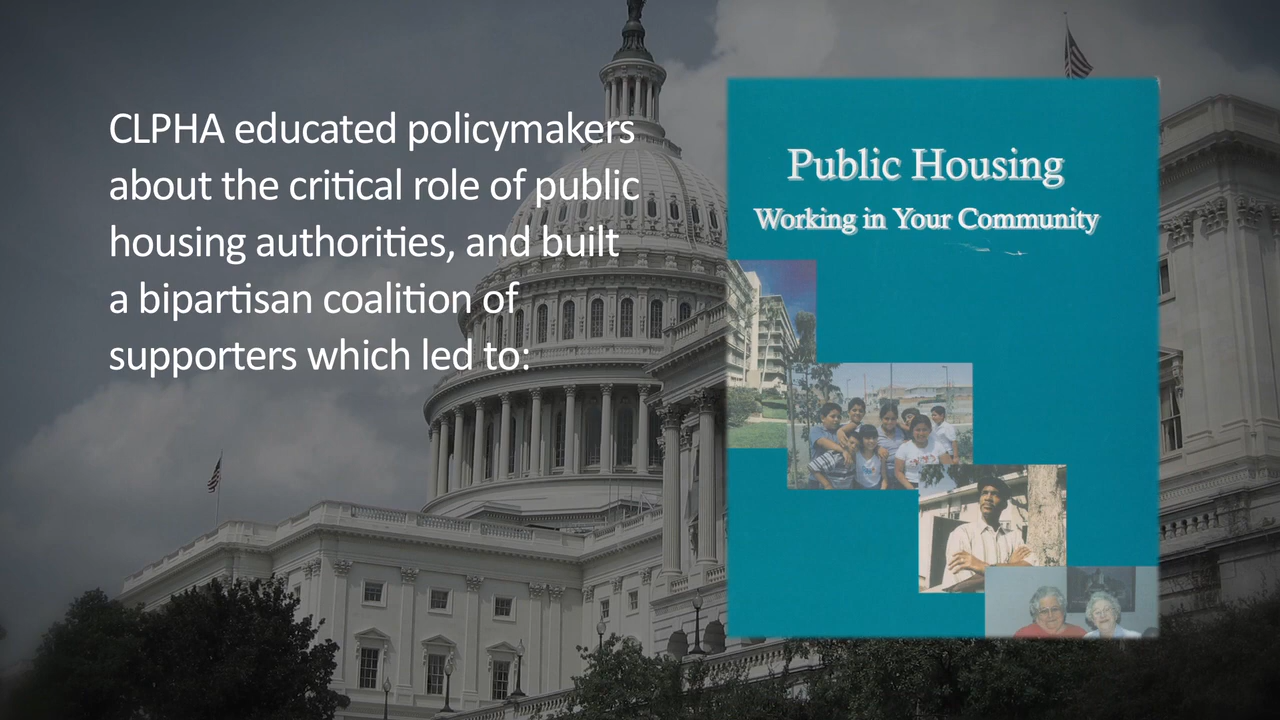 CLPHA educated policymakers
about the critical role of public
housing authorities, and built
a bipartisan coalition of
supporters which led to:
Public Housing
Working in Your Community